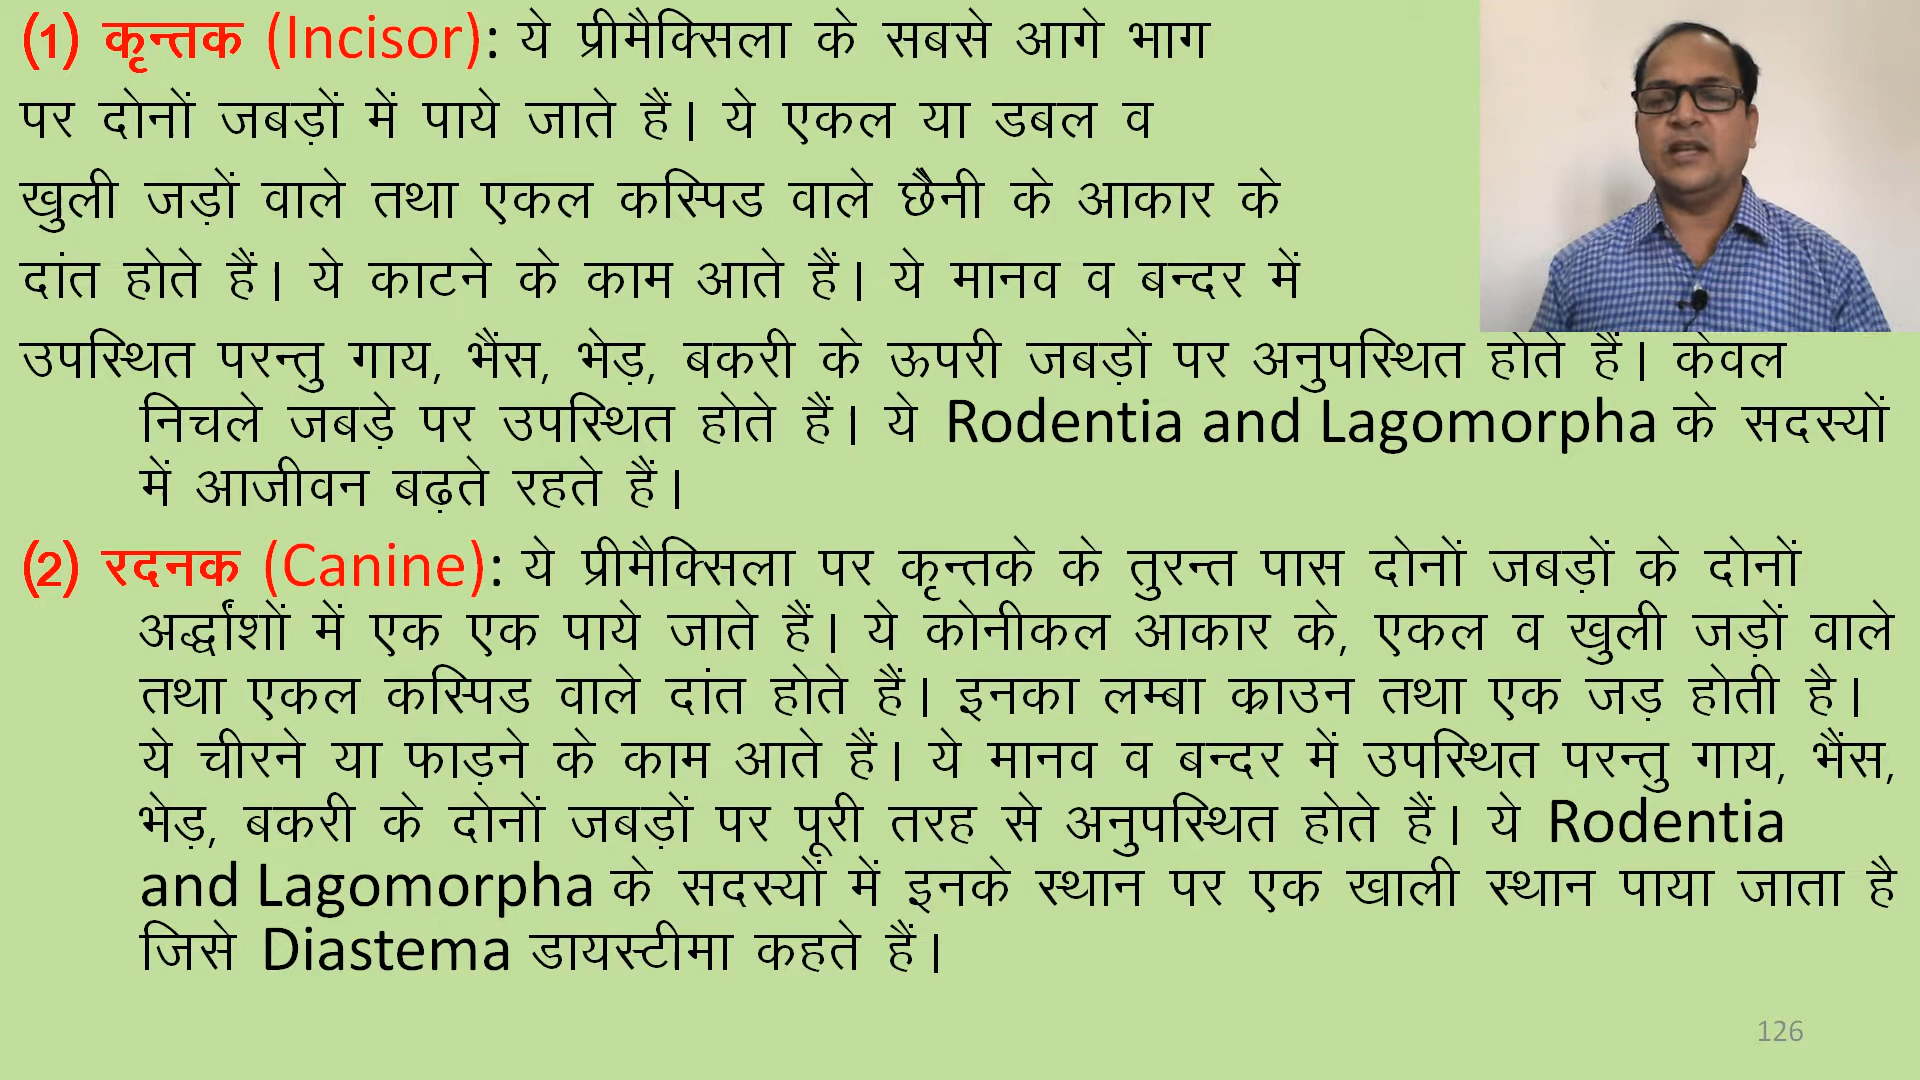 (1) कृन्तक (Incisor): ये प्रीमैक्सिला के सबसे आगे भाग
पर दोनों जबड़ों में पाये जाते हैं। ये एकल या डबल व
खुली जड़ों वाले तथा एकल कस्पिड वाले छैनी के आकार के
दांत होते हैं। ये काटने के काम आते हैं। ये मानव व बन्दर में
उपस्थित परन्तु गाय, भैंस, भेड़, बकरी के ऊपरी जबड़ों पर अनुपस्थित होते हैं। केवल
निचले जबड़े पर उपस्थित होते हैं। ये Rodentia and Lagomorpha के सदस्यों
में आजीवन बढ़ते रहते हैं।
(2) रदनक (Canine): ये प्रीमैक्सिला पर कृन्तके के तुरन्त पास दोनों जबड़ों के दोनों
अर्द्धांशों में एक एक पाये जाते हैं। ये कोनीकल आकार के, एकल व खुली जड़ों वाले
तथा एकल कस्पिड वाले दांत होते हैं। इनका लम्बा क्राउन तथा एक जड़ होती है।
ये चीरने या फाड़ने के काम आते हैं। ये मानव व बन्दर में उपस्थित परन्तु गाय, भैंस,
भेड़, बकरी के दोनों जबड़ों पर पूरी तरह से अनुपस्थित होते हैं। ये Rodentia
and Lagomorpha के सदस्यों में इनके स्थान पर एक खाली स्थान पाया जाता है
जिसे Diastema डायस्टीमा कहते हैं।
126